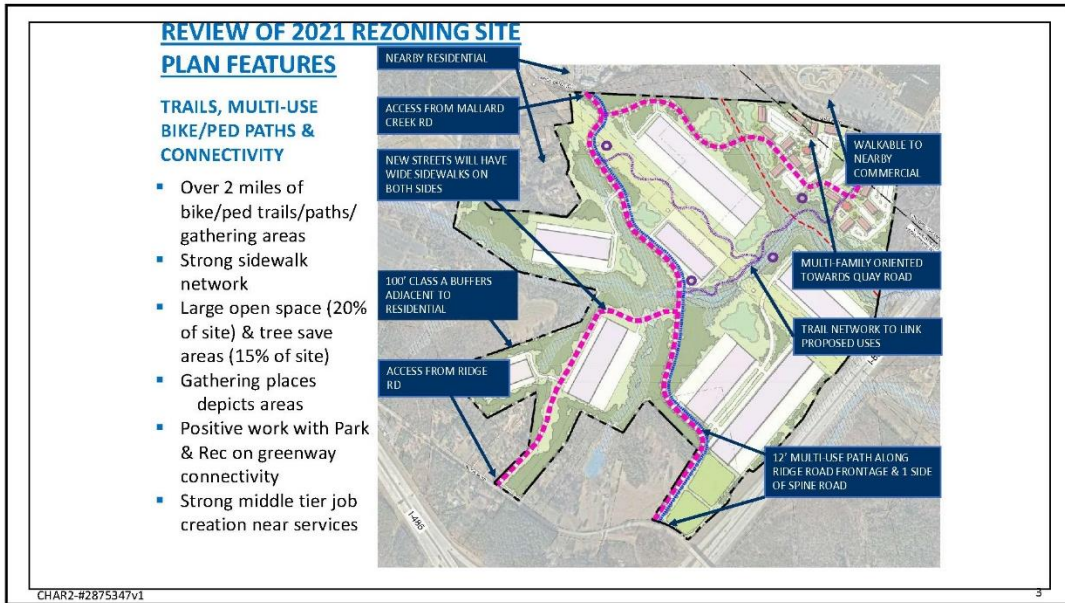 REVIEW OF 2021 REZONING SITE
PLAN FEATURES
TRAILS, MULTI-USE
BIKE/PED PATHS &
CONNECTIVITY
▪ Over 2 miles of
bike/ped trails/paths/
gathering areas
▪ Strong sidewalk
network
▪ Large open space (20%
of site) & tree save
areas (15% of site)
▪ Gathering places
depicts areas
▪ Positive work with Park
& Rec on greenway
connectivity
▪ Strong middle tier job
creation near services
NEARBY RESIDENTIAL
ACCESS FROM MALLARD
CREEK RD
NEW STREETS WILL HAVE
WIDE SIDEWALKS ON
BOTH SIDES
100' CLASS A BUFFERS
ADJACENT TO
RESIDENTIAL
ACCESS FROM RIDGE
RD
WALKABLE TO
NEARBY
COMMERCIAL
MULTI-FAMILY ORIENTED
TOWARDS QUAY ROAD
TRAIL NETWORK TO LINK
PROPOSED USES
12' MULTI-USE PATH ALONG
RIDGE ROAD FRONTAGE & 1 SIDE
OF SPINE ROAD
I-485
CHAR2-#2875347v1
3